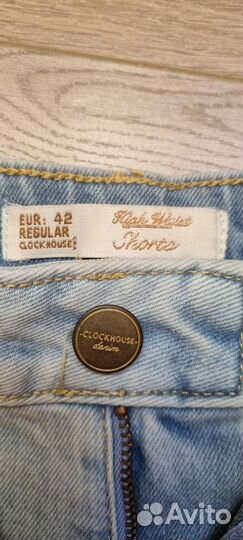 EUR: 42
REGULAR
CLOCKHOUSE
High Waist
Shorts
CLOCKHOUSE
denim
Avito